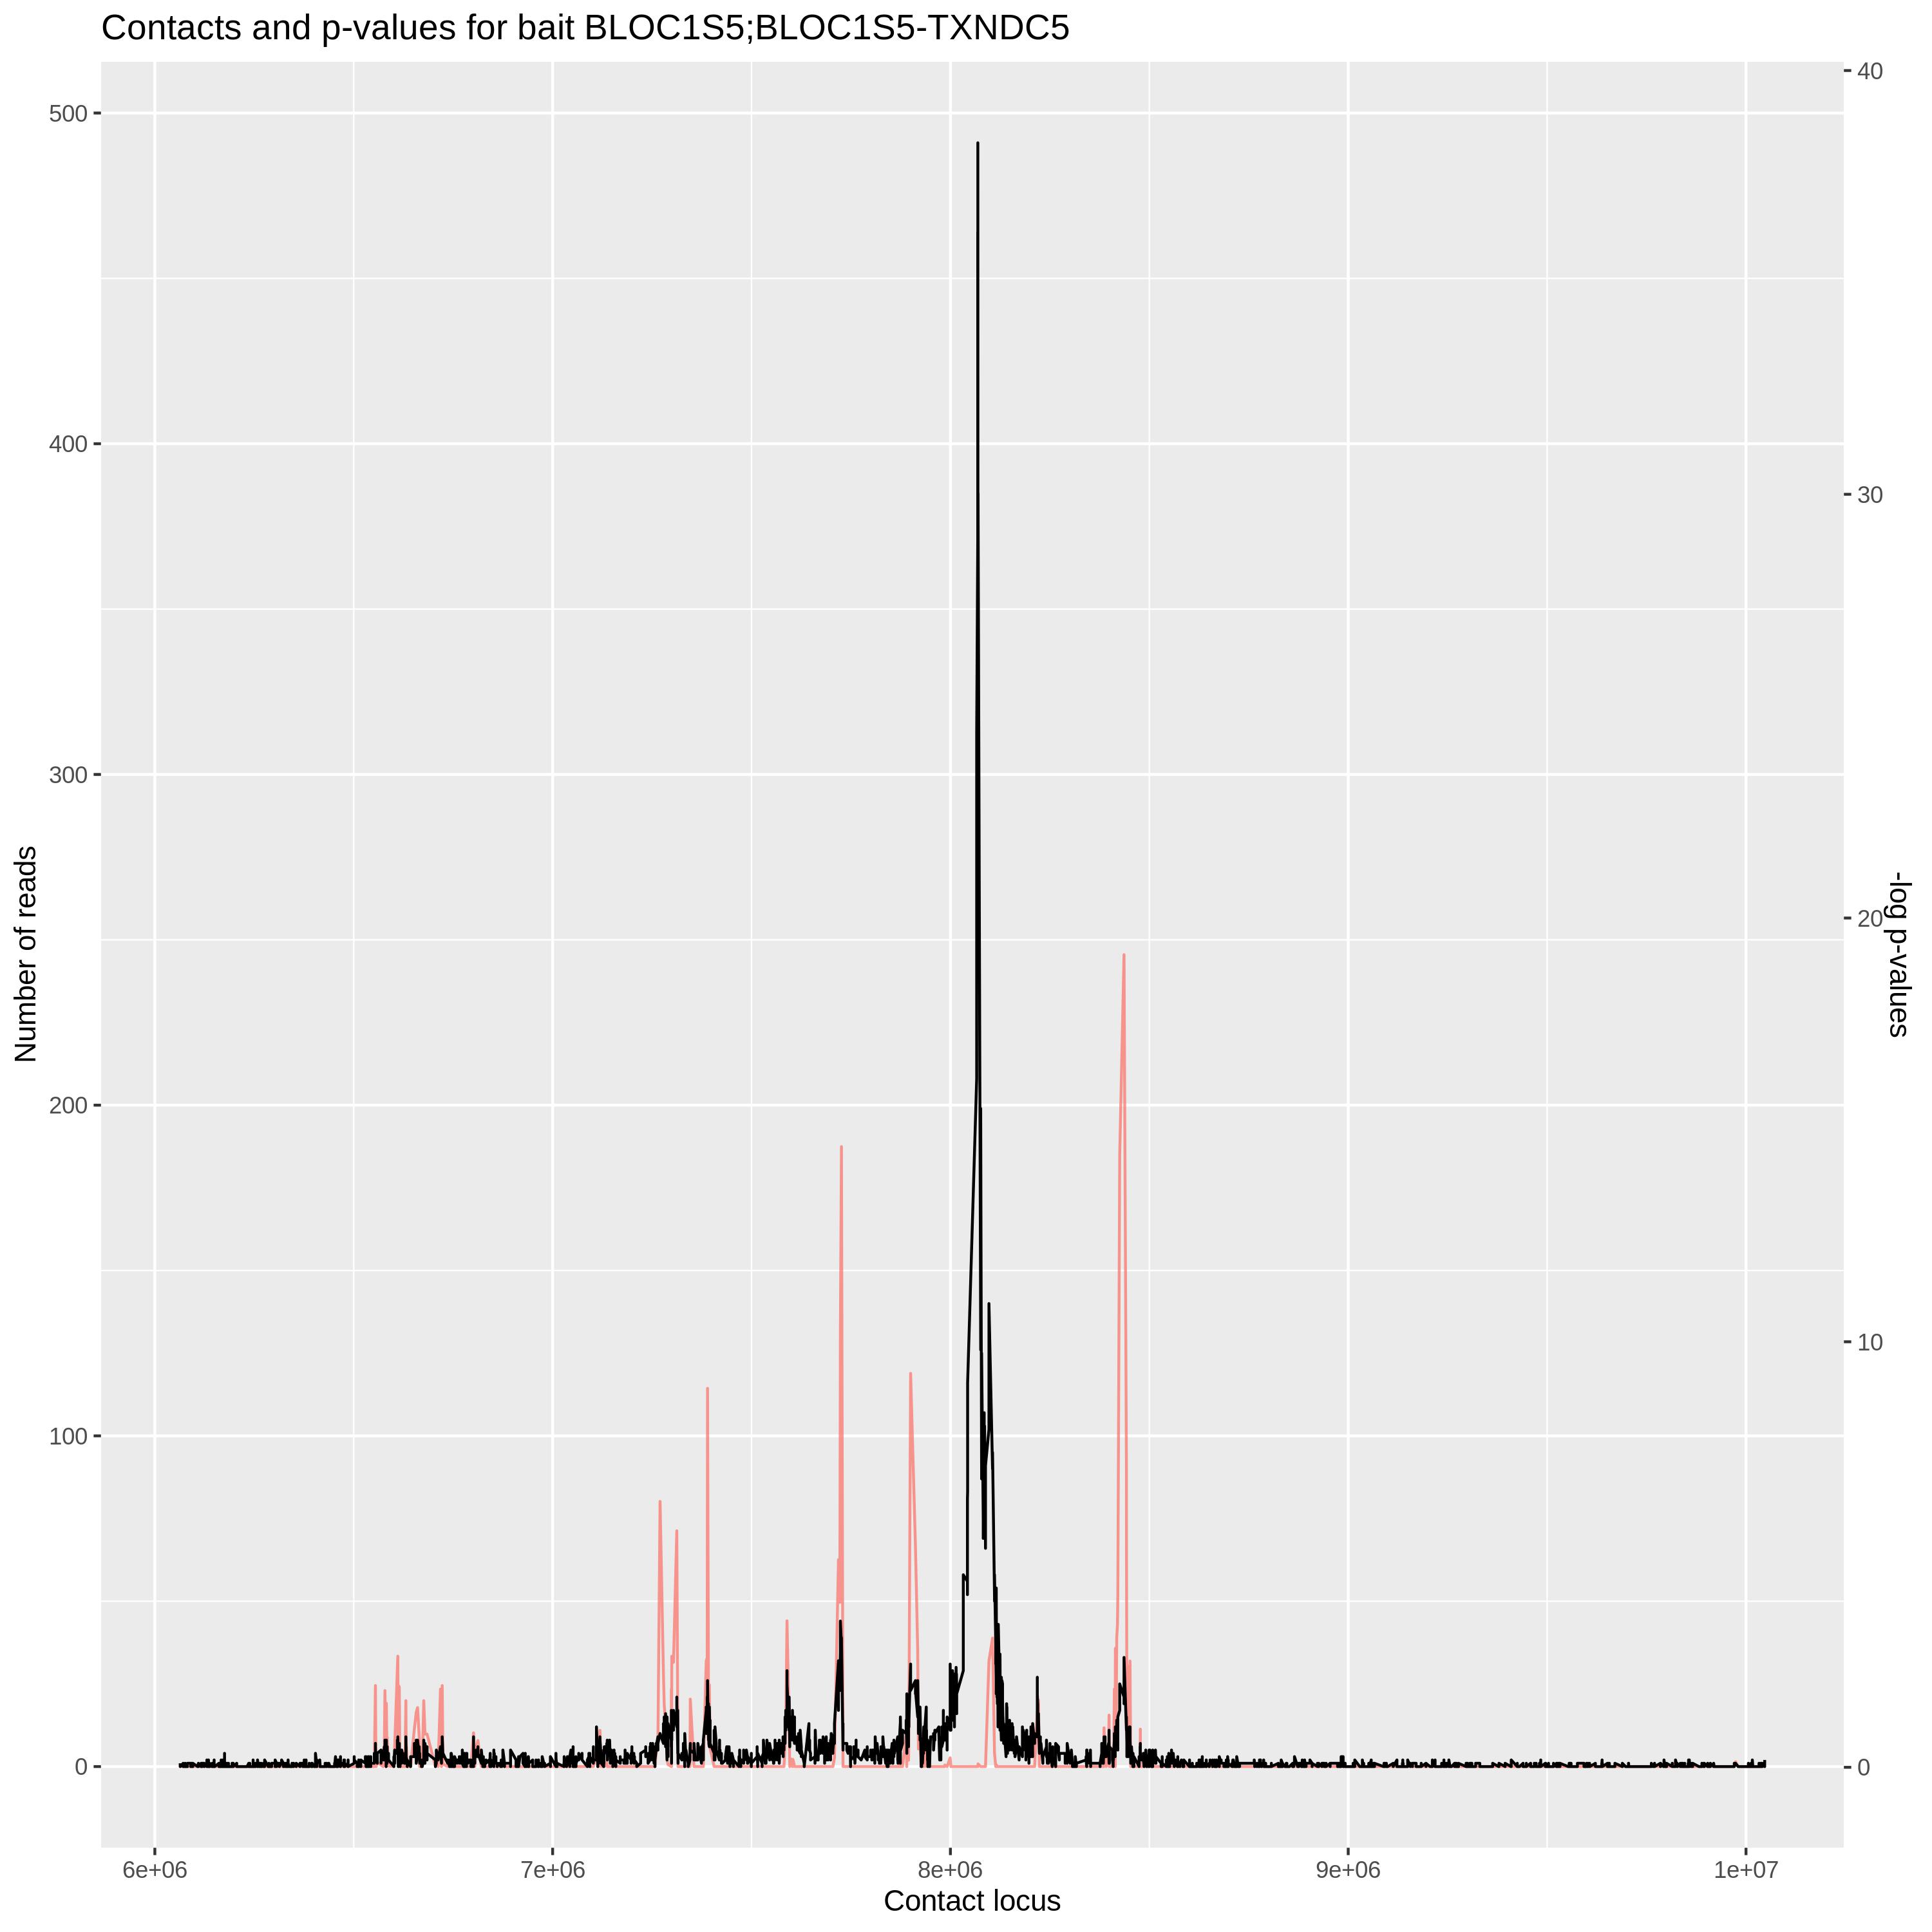 Contacts and p-values for bait BLOC1S5;BLOC1S5-TXNDC5
Number of reads
500
400
300
200
100
0
40
30
20
10
0
-log p-values
6e+06
7e+06
8e+06
9e+06
1e+07
Contact locus